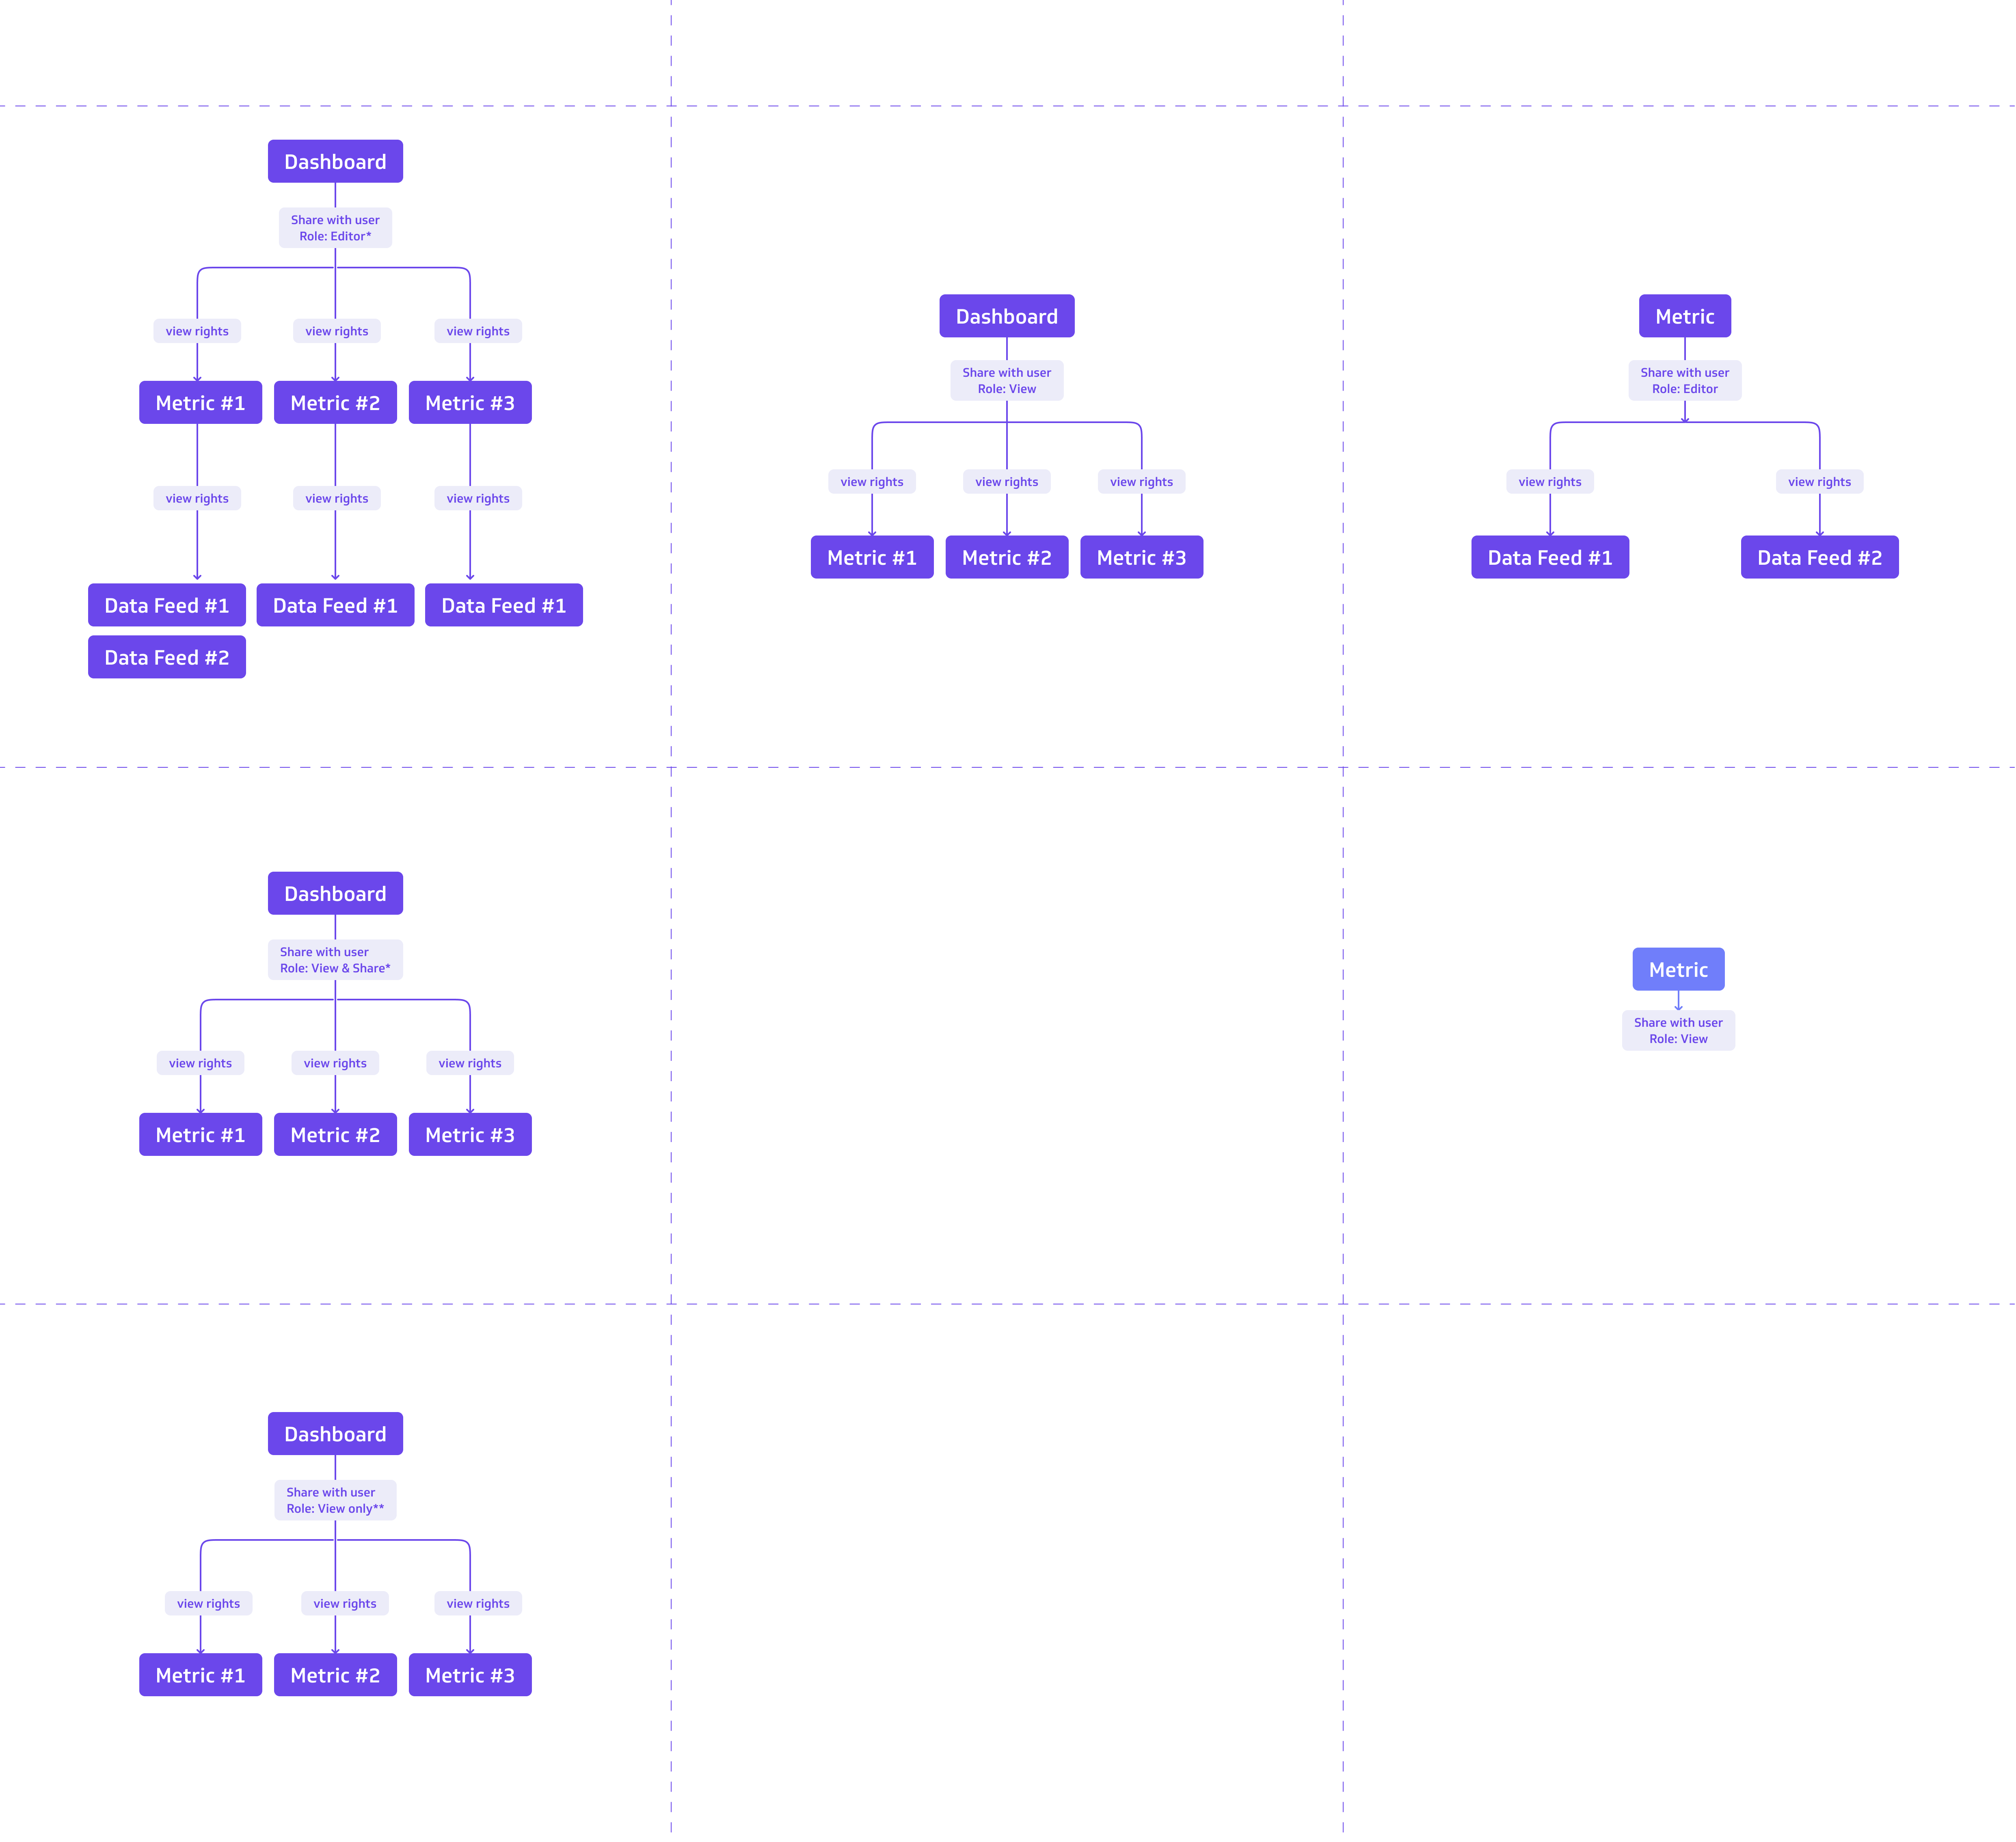 Dashboard
Share with user
Role: Editor*
view rights
view rights
view rights
Metric #1
Metric #2
Metric #3
view rights
view rights
view rights
Data Feed #1
Data Feed #1
Data Feed #1
Data Feed #2
Dashboard
Share with user
Role: View
view rights
view rights
view rights
Metric #1
Metric #2
Metric #3
Metric
Share with user
Role: Editor
view rights
view rights
Data Feed #1
Data Feed #2
Dashboard
Share with user
Role: View & Share*
view rights
view rights
view rights
Metric #1
Metric #2
Metric #3
Metric
Share with user
Role: View
Dashboard
Share with user
Role: View only**
view rights
view rights
view rights
Metric #1
Metric #2
Metric #3